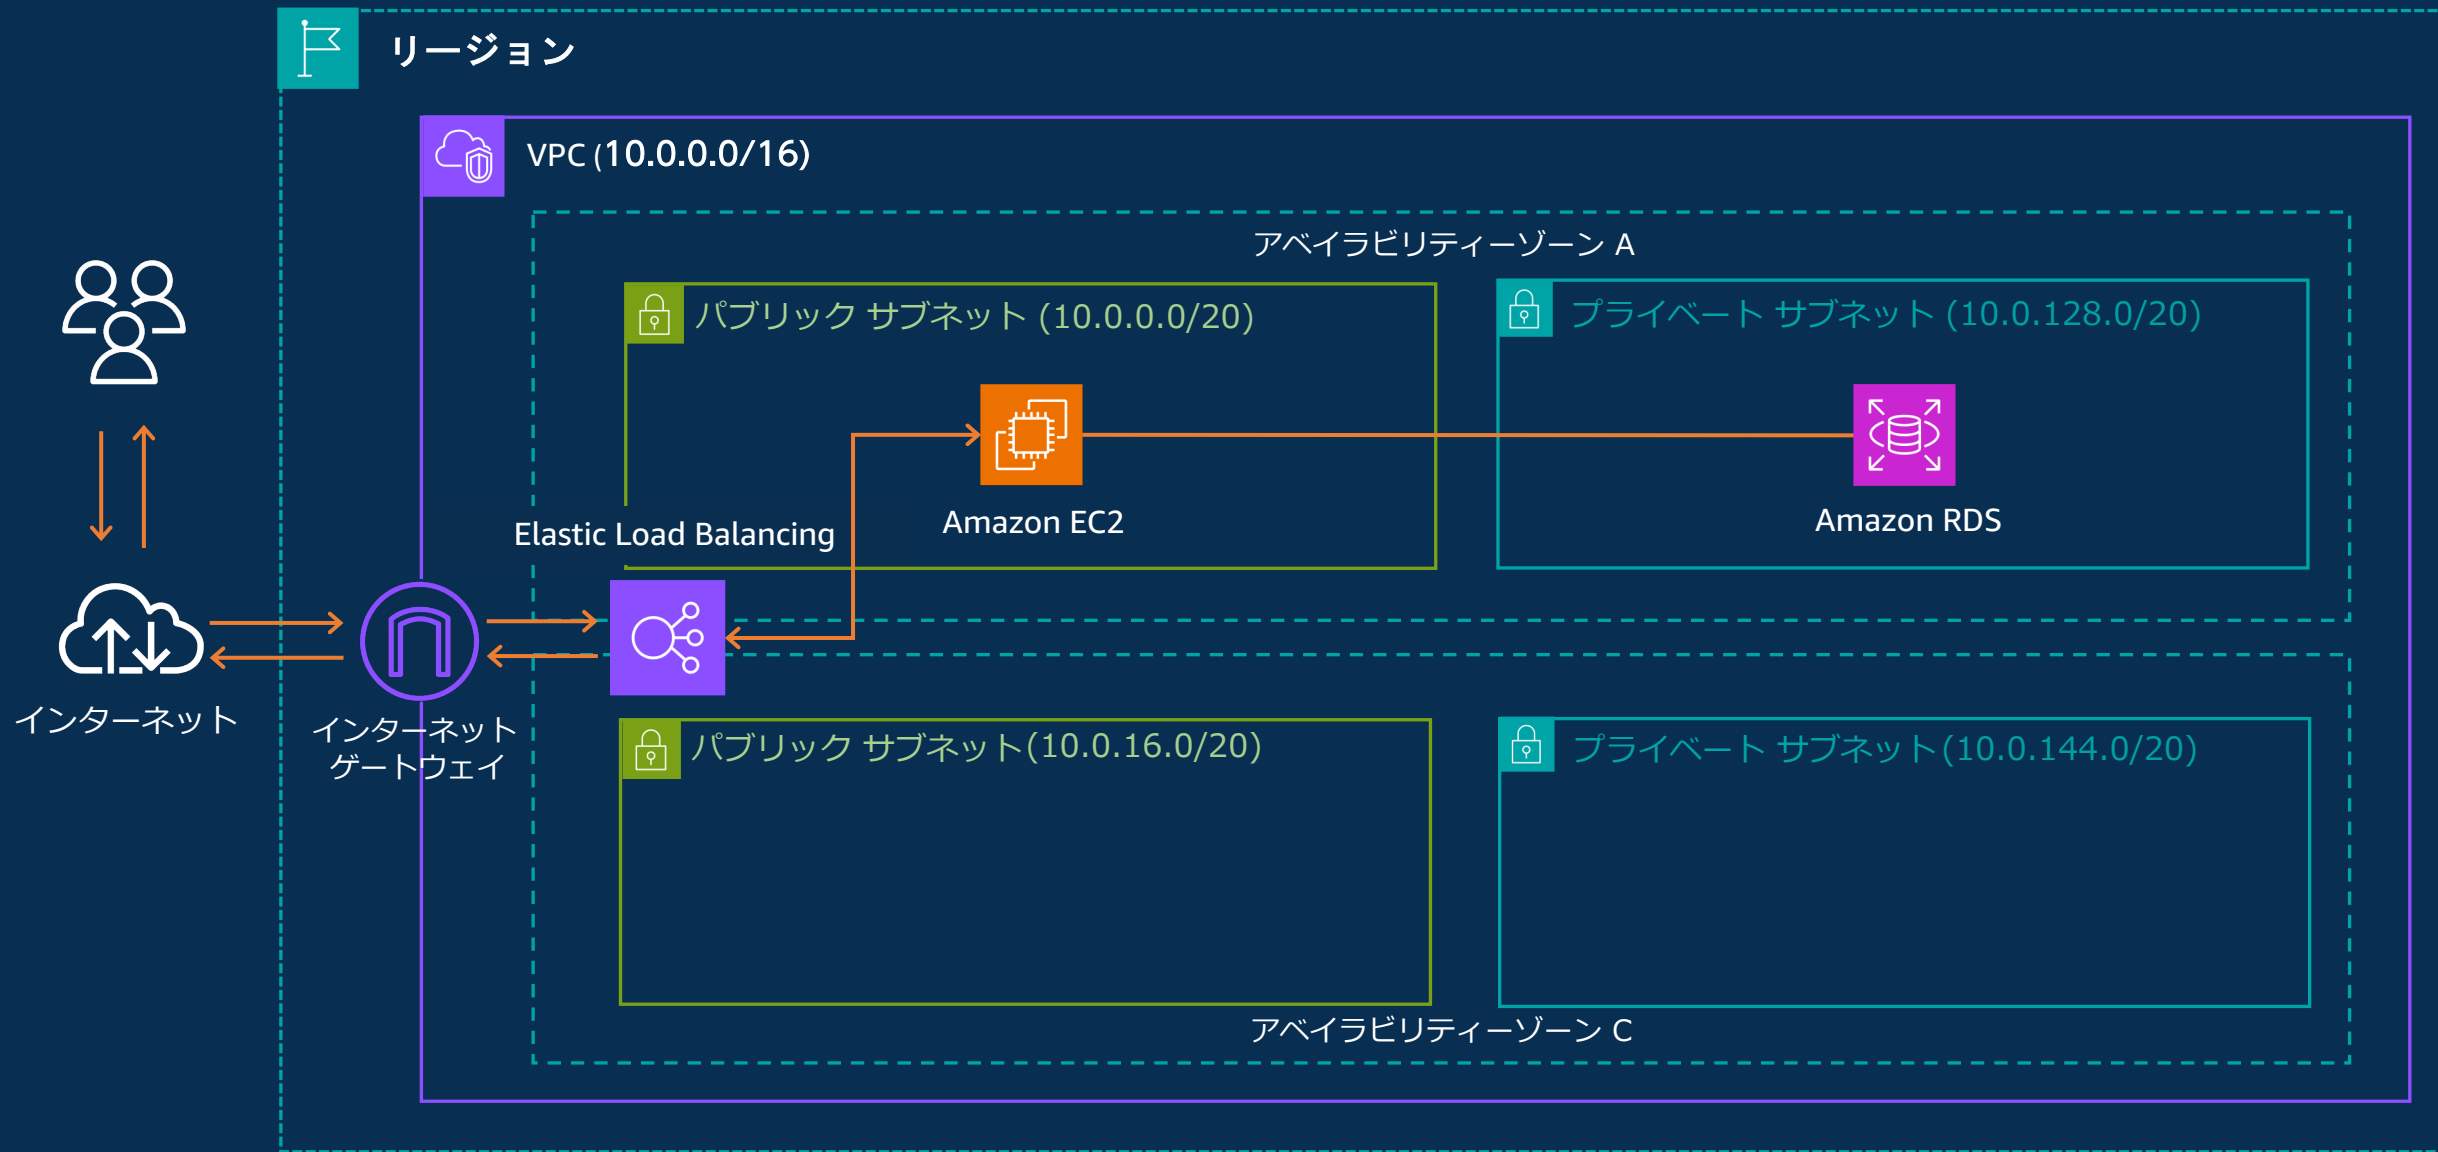 リージョン
VPC (10.0.0.0/16)
アベイラビリティーゾーン A
パブリック サブネット (10.0.0.0/20)
プライベート サブネット (10.0.128.0/20)
Elastic Load Balancing
Amazon EC2
Amazon RDS
インターネット
インターネット
ゲートウェイ
パブリック サブネット(10.0.16.0/20)
プライベート サブネット(10.0.144.0/20)
アベイラビリティーゾーン C